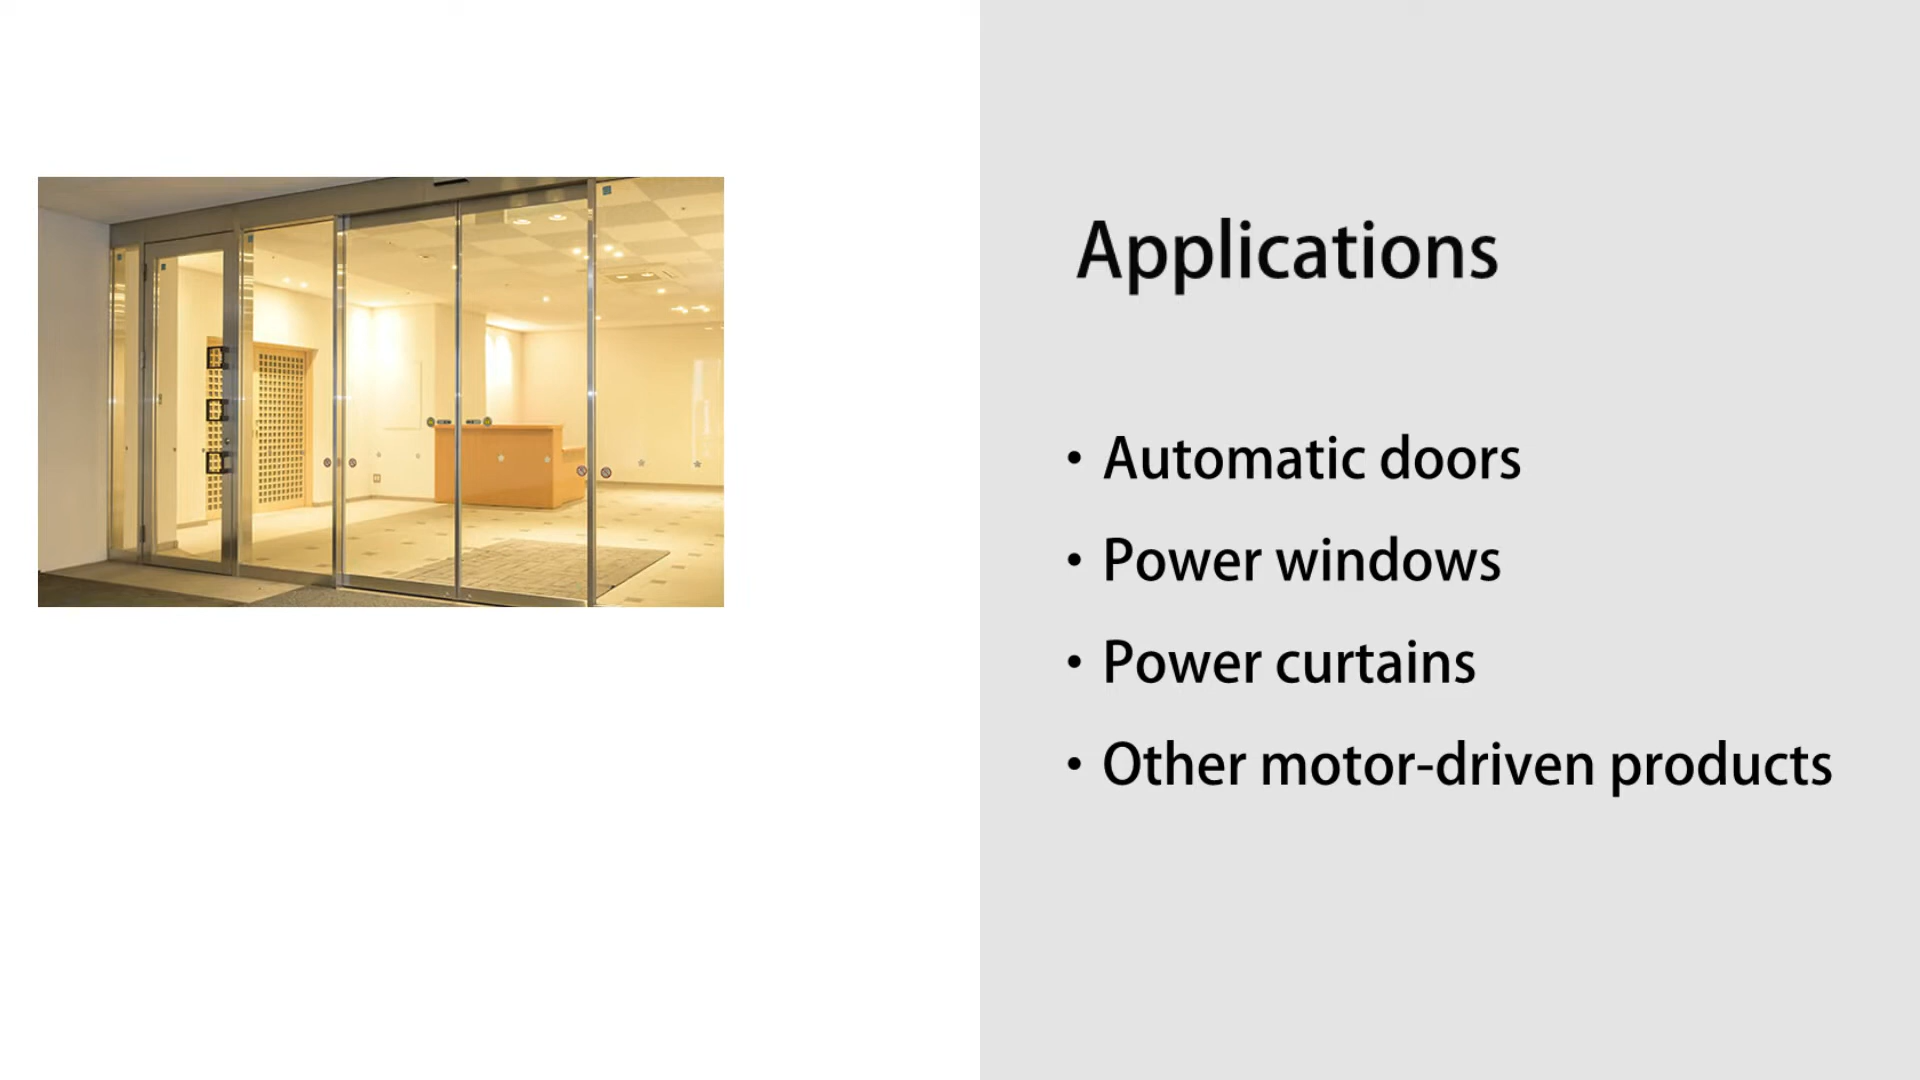 Applications
・Automatic doors
・Power windows
・Power curtains
・Other motor-driven products